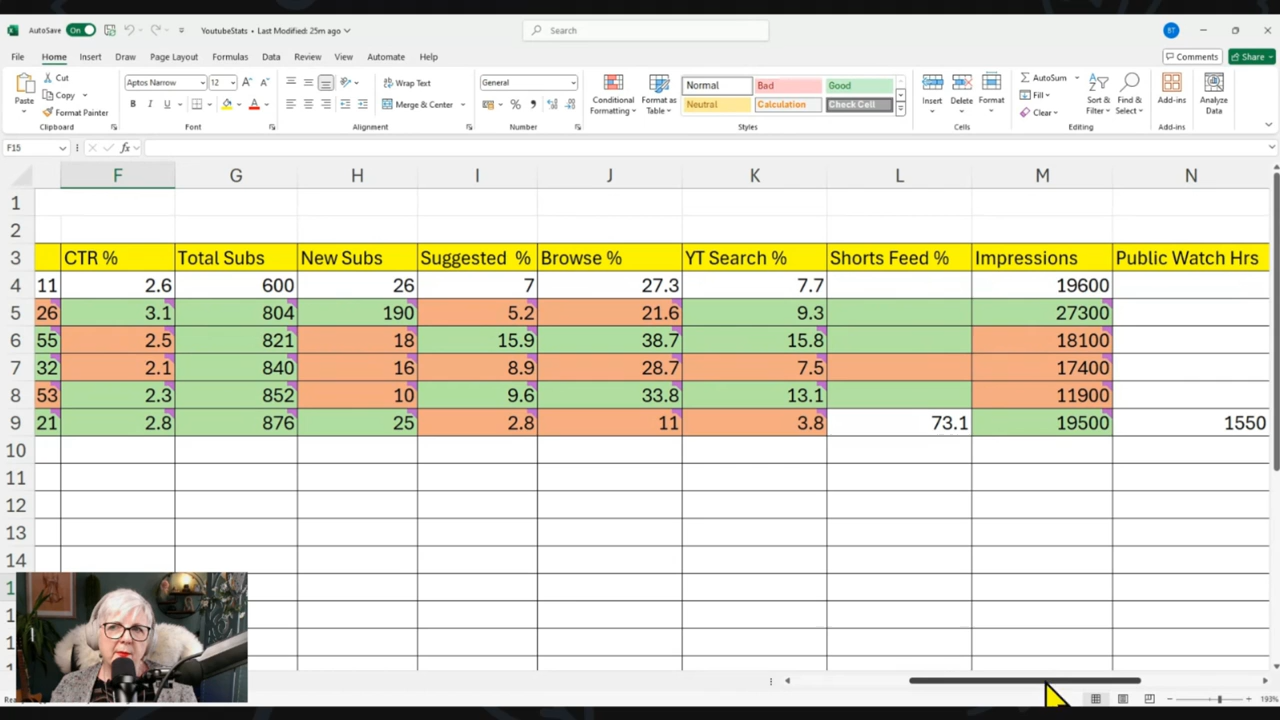 AutoSave On YoutubeStats • Last Modified: 25m ago Search BT
File Home Insert Draw Page Layout Formulas Data Review View Automate Help Comments Share
Paste Cut Copy Format Painter Clipboard
Aptos Narrow 12 A A B I U A Font
Wrap Text Merge & Center Alignment
General % , Number
Conditional Formatting Format as Table Normal Bad Good Neutral Calculation Check Cell Styles
Insert Delete Format Cells
AutoSum Fill Clear Sort & Filter Find & Select Editing
Add-ins Add-ins
Analyze Data
F15 fx
F G H I J K L M N
1
2
3 CTR % Total Subs New Subs Suggested % Browse % YT Search % Shorts Feed % Impressions Public Watch Hrs
4 11 2.6 600 26 7 27.3 7.7 19600
5 26 3.1 804 190 5.2 21.6 9.3 27300
6 55 2.5 821 18 15.9 38.7 15.8 18100
7 32 2.1 840 16 8.9 28.7 7.5 17400
8 53 2.3 852 10 9.6 33.8 13.1 11900
9 21 2.8 876 25 2.8 11 3.8 73.1 19500 1550
10
11
12
13
14
193%